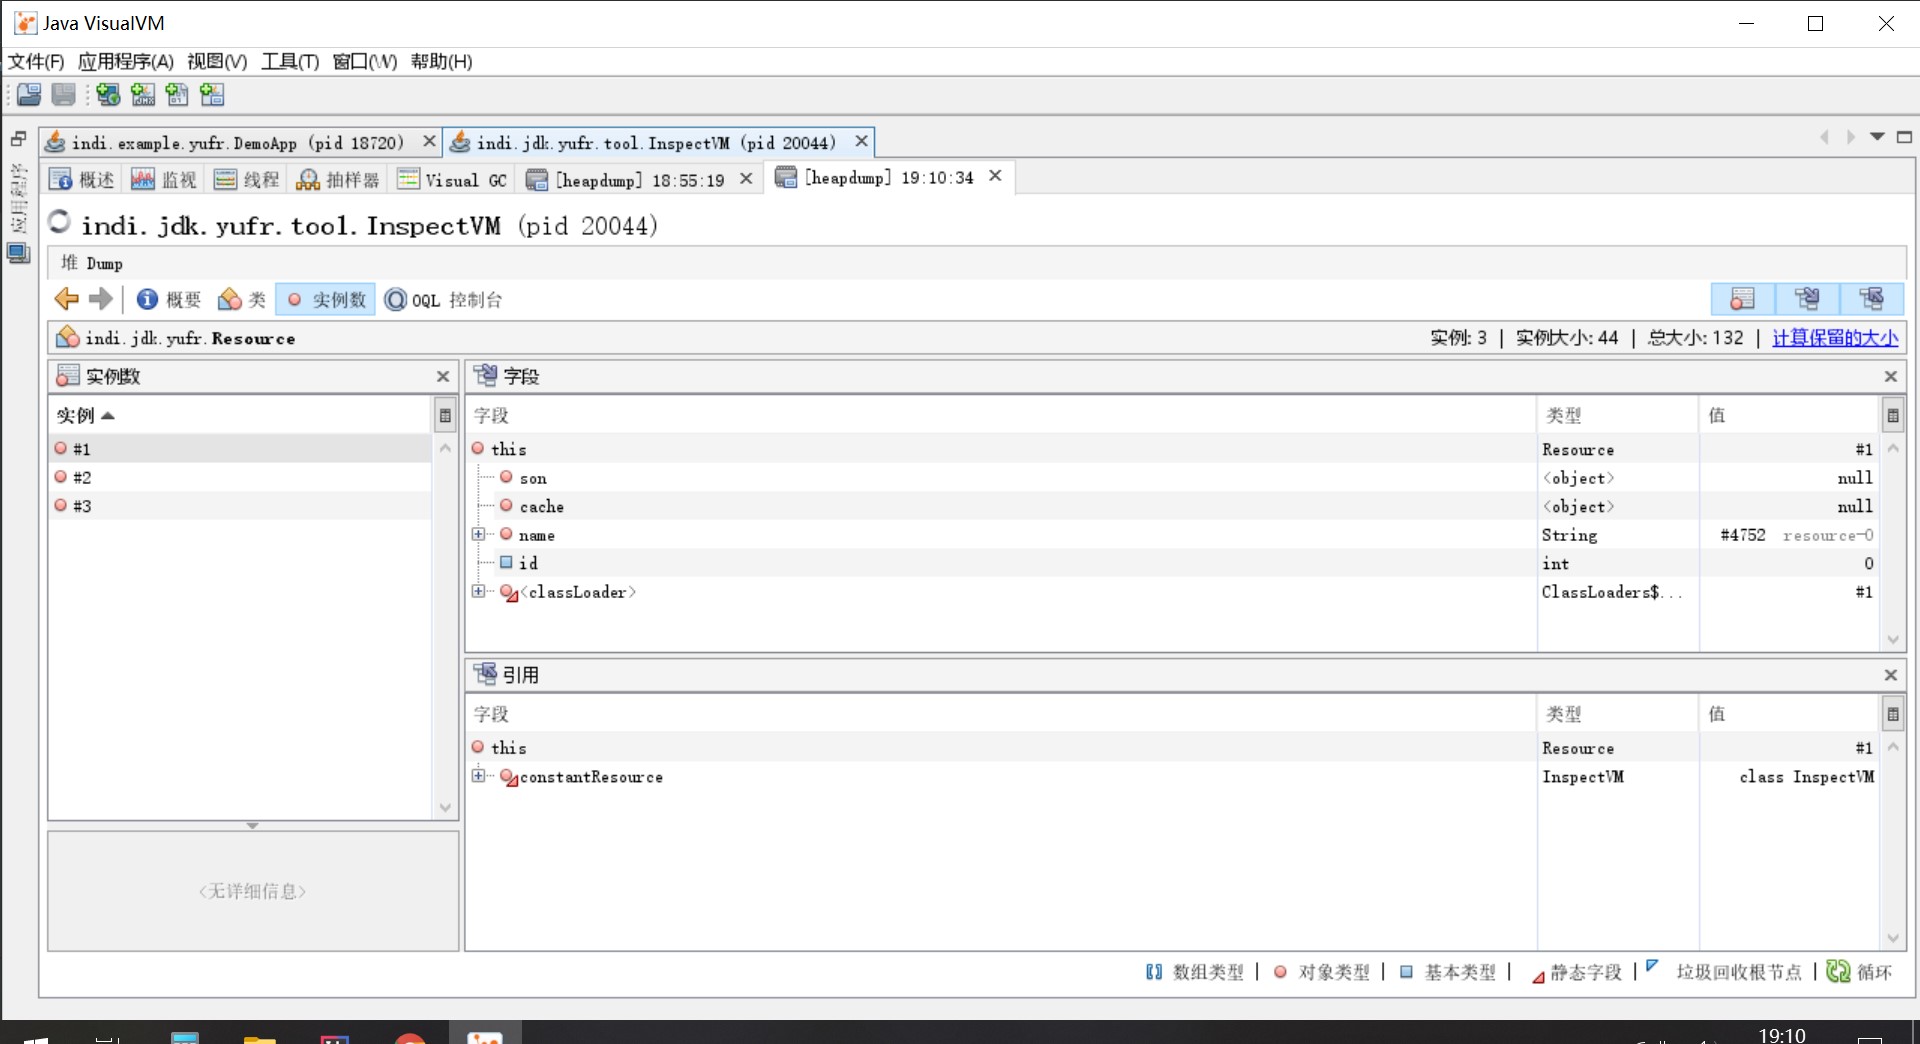 Java VisualVM
文件(F) 应用程序(A) 视图(V) 工具(T) 窗口(W) 帮助(H)
应用程序
indi.example.yufr.DemoApp (pid 18720)
indi.jdk.yufr.tool.InspectVM (pid 20044)
概述 监视 线程 抽样器 Visual GC [heapdump] 18:55:19 [heapdump] 19:10:34
indi.jdk.yufr.tool.InspectVM (pid 20044)
堆 Dump
概要 类 实例数 OQL 控制台
indi.jdk.yufr.Resource
实例: 3 | 实例大小: 44 | 总大小: 132 | 计算保留的大小
实例数
实例
#1
#2
#3
<无详细信息>
字段
字段 类型 值
this Resource #1
son <object> null
cache <object> null
name String #4752 resource-0
id int 0
<classLoader> ClassLoaders$... #1
引用
字段 类型 值
this Resource #1
constantResource InspectVM class InspectVM
数组类型 | 对象类型 | 基本类型 | 静态字段 | 垃圾回收根节点 | 循环
19:10